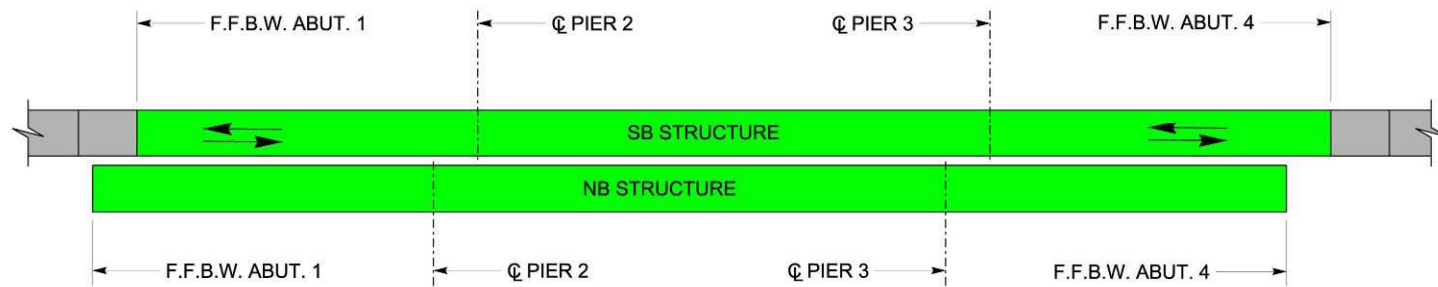 F.F.B.W. ABUT. 1 ℄ PIER 2 ℄ PIER 3 F.F.B.W. ABUT. 4
SB STRUCTURE
NB STRUCTURE
F.F.B.W. ABUT. 1 ℄ PIER 2 ℄ PIER 3 F.F.B.W. ABUT. 4